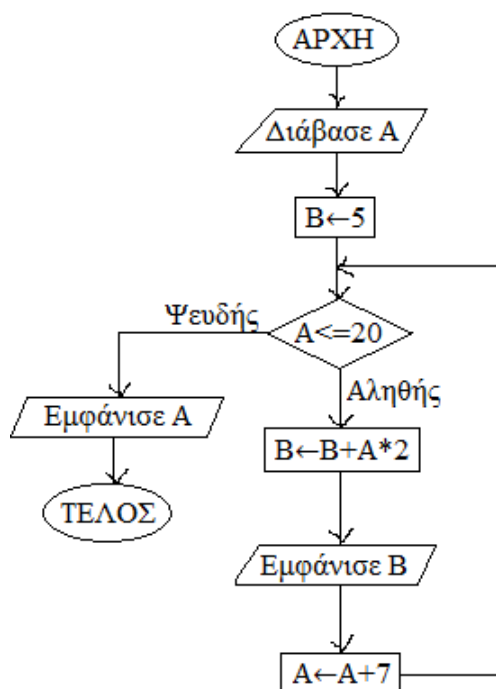 ΑΡΧΗ
Διάβασε Α
Β←5
Α<=20
Ψευδής
Αληθής
Εμφάνισε Α
ΤΕΛΟΣ
Β←Β+Α*2
Εμφάνισε Β
Α←Α+7